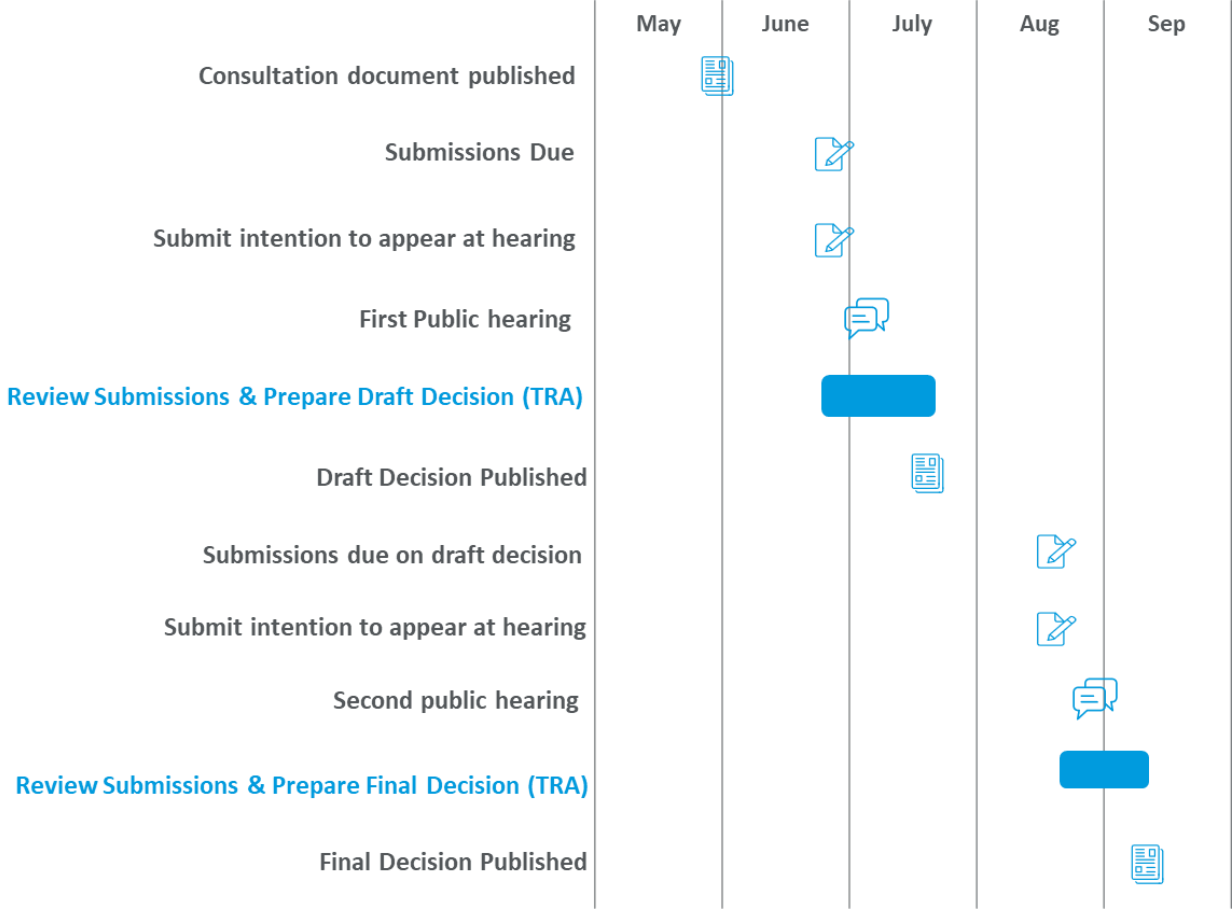 May June July Aug Sep
Consultation document published
Submissions Due
Submit intention to appear at hearing
First Public hearing
Review Submissions & Prepare Draft Decision (TRA)
Draft Decision Published
Submissions due on draft decision
Submit intention to appear at hearing
Second public hearing
Review Submissions & Prepare Final Decision (TRA)
Final Decision Published